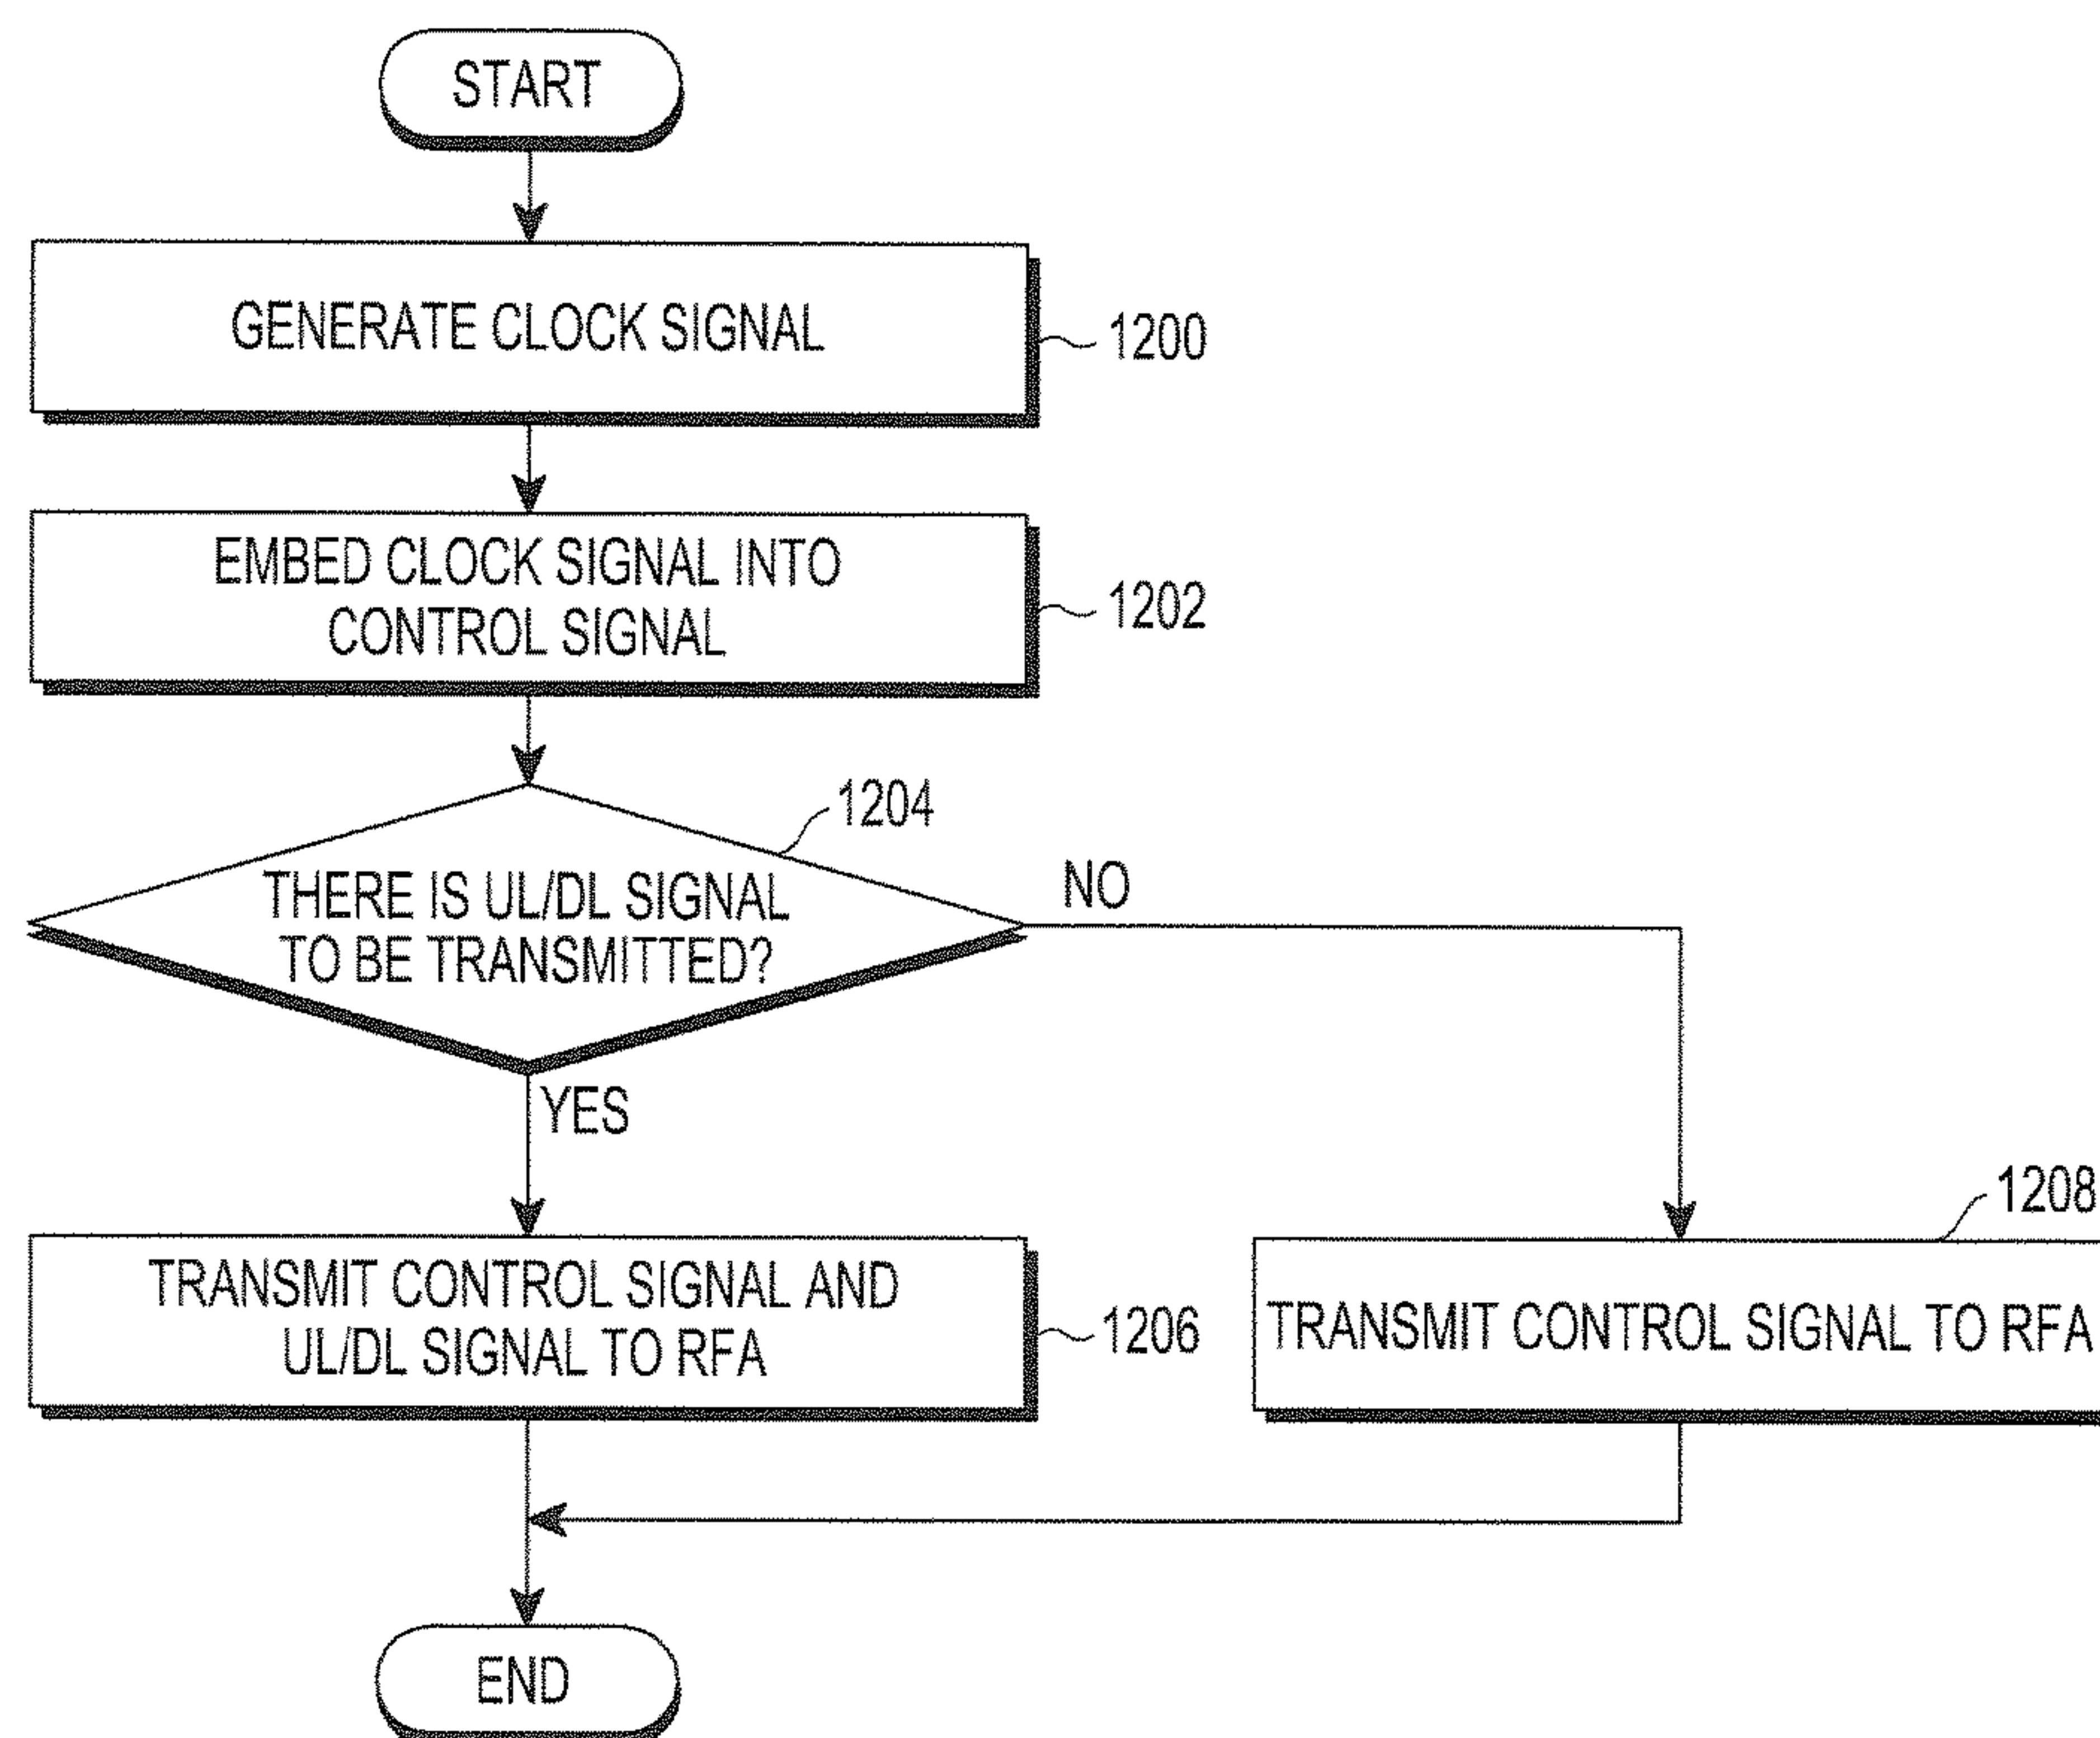 START
GENERATE CLOCK SIGNAL
1200
EMBED CLOCK SIGNAL INTO
CONTROL SIGNAL
1202
1204
THERE IS UL/DL SIGNAL
TO BE TRANSMITTED?
NO
YES
TRANSMIT CONTROL SIGNAL AND
UL/DL SIGNAL TO RFA
1206
1208
TRANSMIT CONTROL SIGNAL TO RFA
END